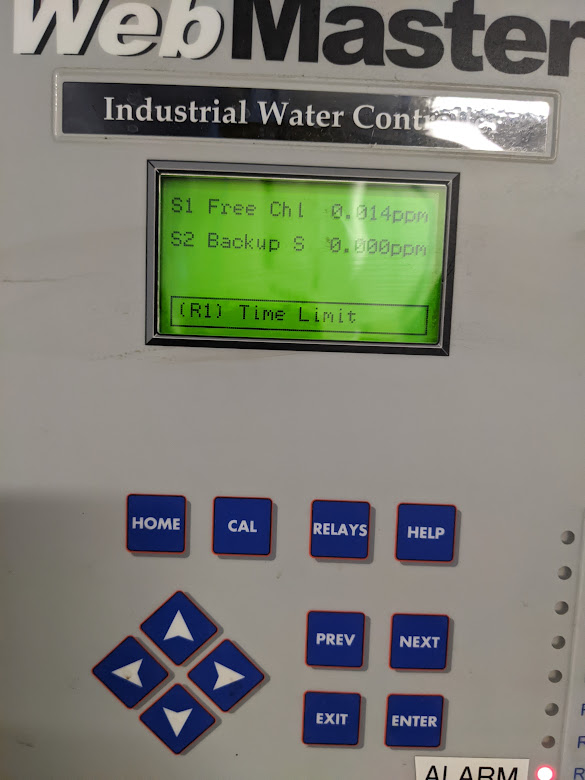 WebMaster
Industrial Water
S1 Free Chl 0.014ppm
S2 Backup S 0.000ppm
(R1) Time Limit
HOME CAL RELAYS HELP
PREV NEXT
EXIT ENTER
ALARM